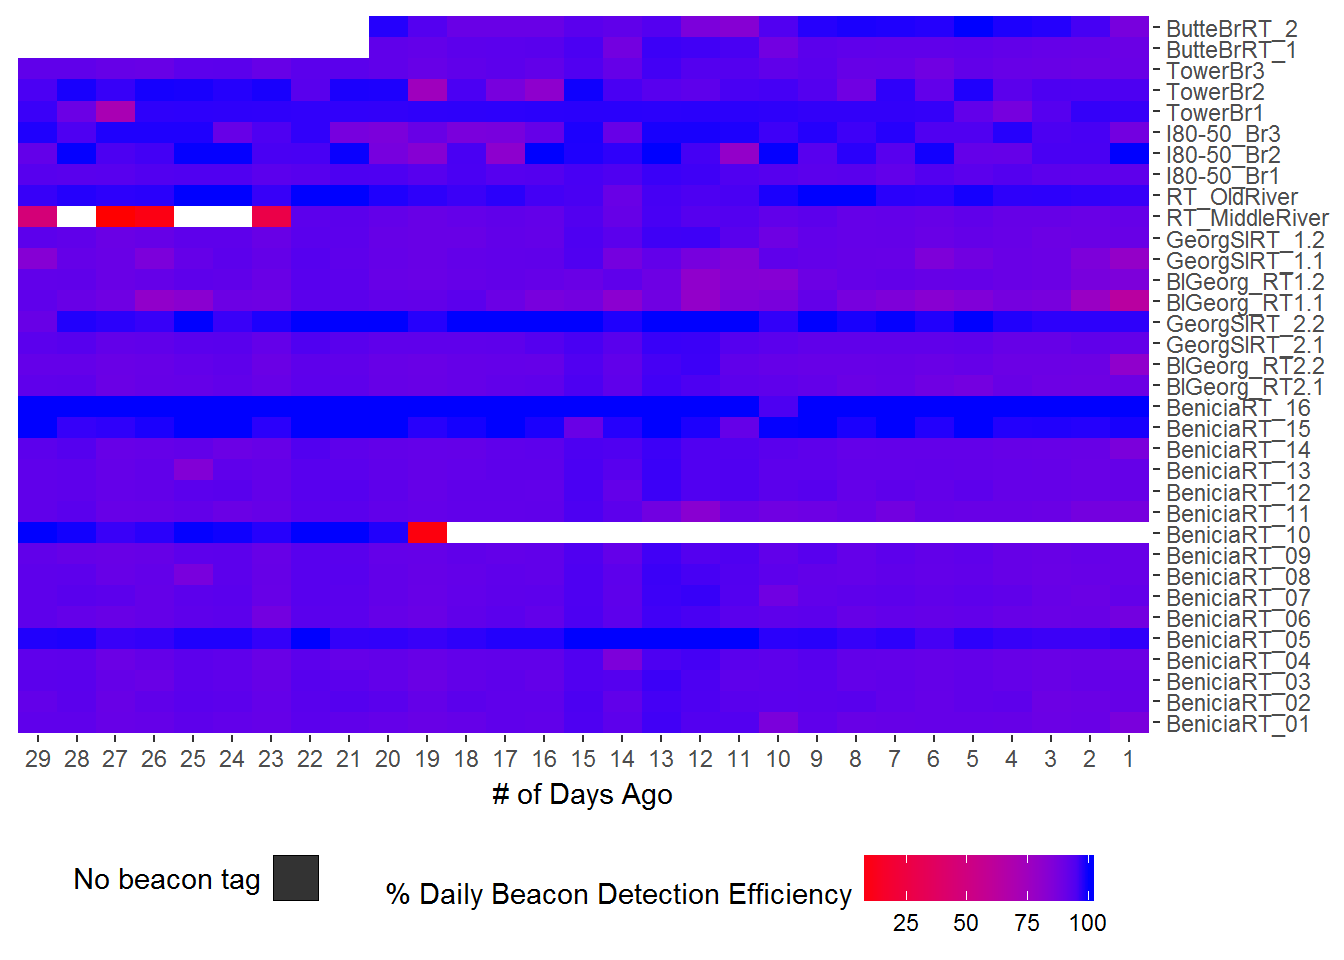 ButteBrRT_2
ButteBrRT_1
TowerBr3
TowerBr2
TowerBr1
I80-50_Br3
I80-50_Br2
I80-50_Br1
RT_OldRiver
RT_MiddleRiver
GeorgSlRT_1.2
GeorgSlRT_1.1
BlGeorg_RT1.2
BlGeorg_RT1.1
GeorgSlRT_2.2
GeorgSlRT_2.1
BlGeorg_RT2.2
BlGeorg_RT2.1
BeniciaRT_16
BeniciaRT_15
BeniciaRT_14
BeniciaRT_13
BeniciaRT_12
BeniciaRT_11
BeniciaRT_10
BeniciaRT_09
BeniciaRT_08
BeniciaRT_07
BeniciaRT_06
BeniciaRT_05
BeniciaRT_04
BeniciaRT_03
BeniciaRT_02
BeniciaRT_01
29 28 27 26 25 24 23 22 21 20 19 18 17 16 15 14 13 12 11 10 9 8 7 6 5 4 3 2 1
# of Days Ago
No beacon tag
% Daily Beacon Detection Efficiency
25 50 75 100